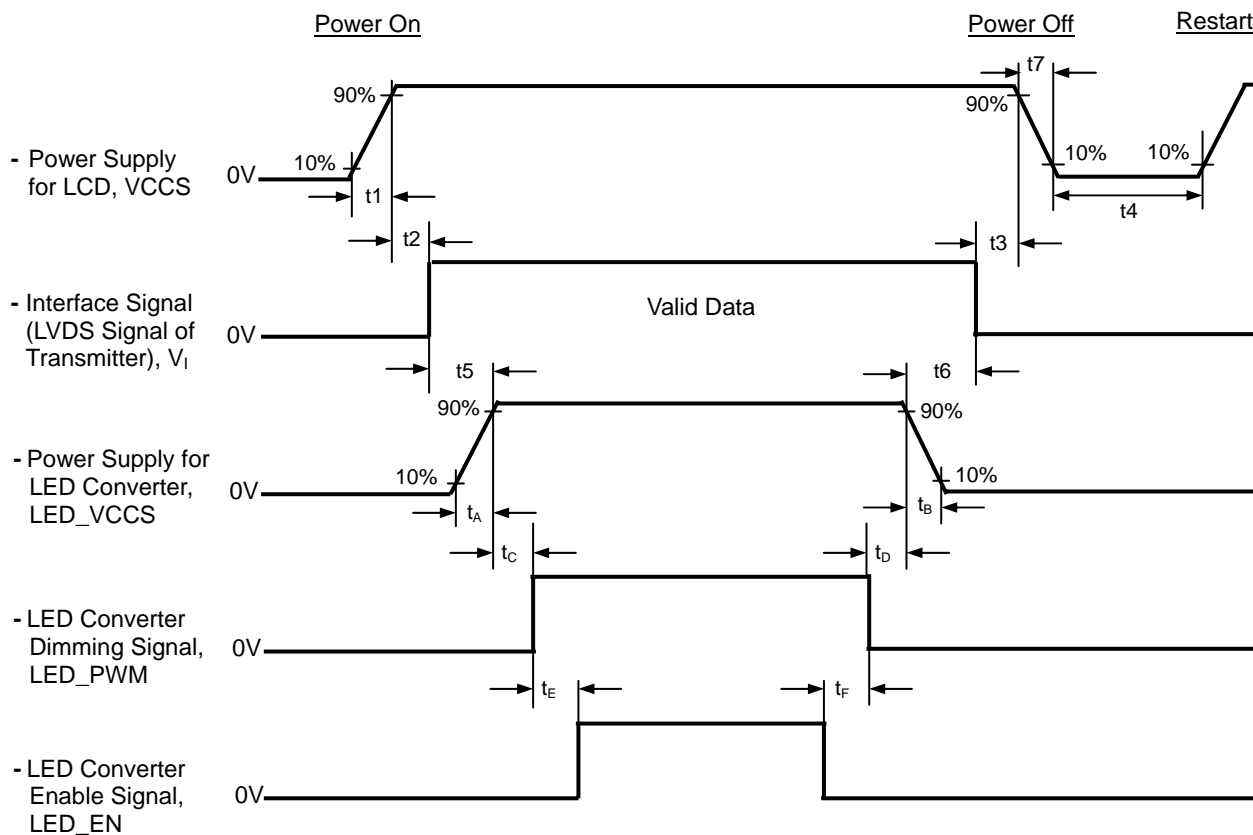 Power On
Power Off
Restart
t7
90%
90%
- Power Supply
for LCD, VCCS
0V
10%
10%
10%
t1
t4
t2
t3
- Interface Signal
(LVDS Signal of
Transmitter), VI
0V
Valid Data
t5
t6
90%
90%
- Power Supply for
LED Converter,
LED_VCCS
0V
10%
10%
tA
tB
tC
tD
- LED Converter
Dimming Signal,
LED_PWM
0V
tE
tF
- LED Converter
Enable Signal,
LED_EN
0V